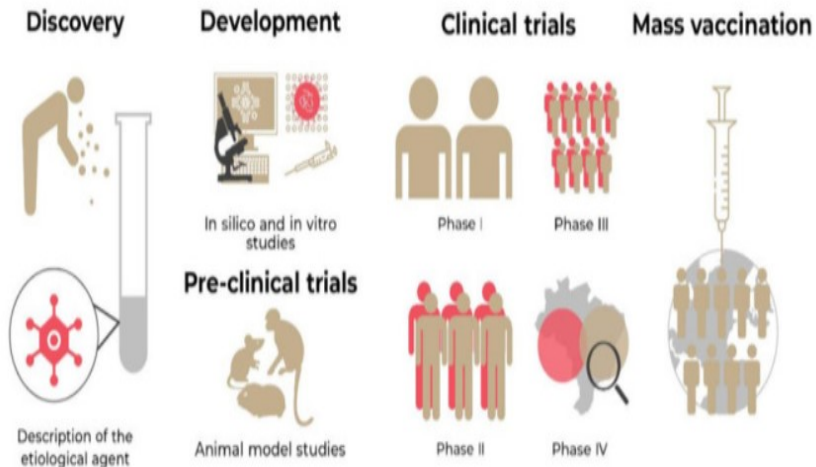 Discovery
Development
Clinical trials
Mass vaccination
In silico and in vitro
studies
Phase I
Phase III
Pre-clinical trials
Description of the
etiological agent
Animal model studies
Phase II
Phase IV